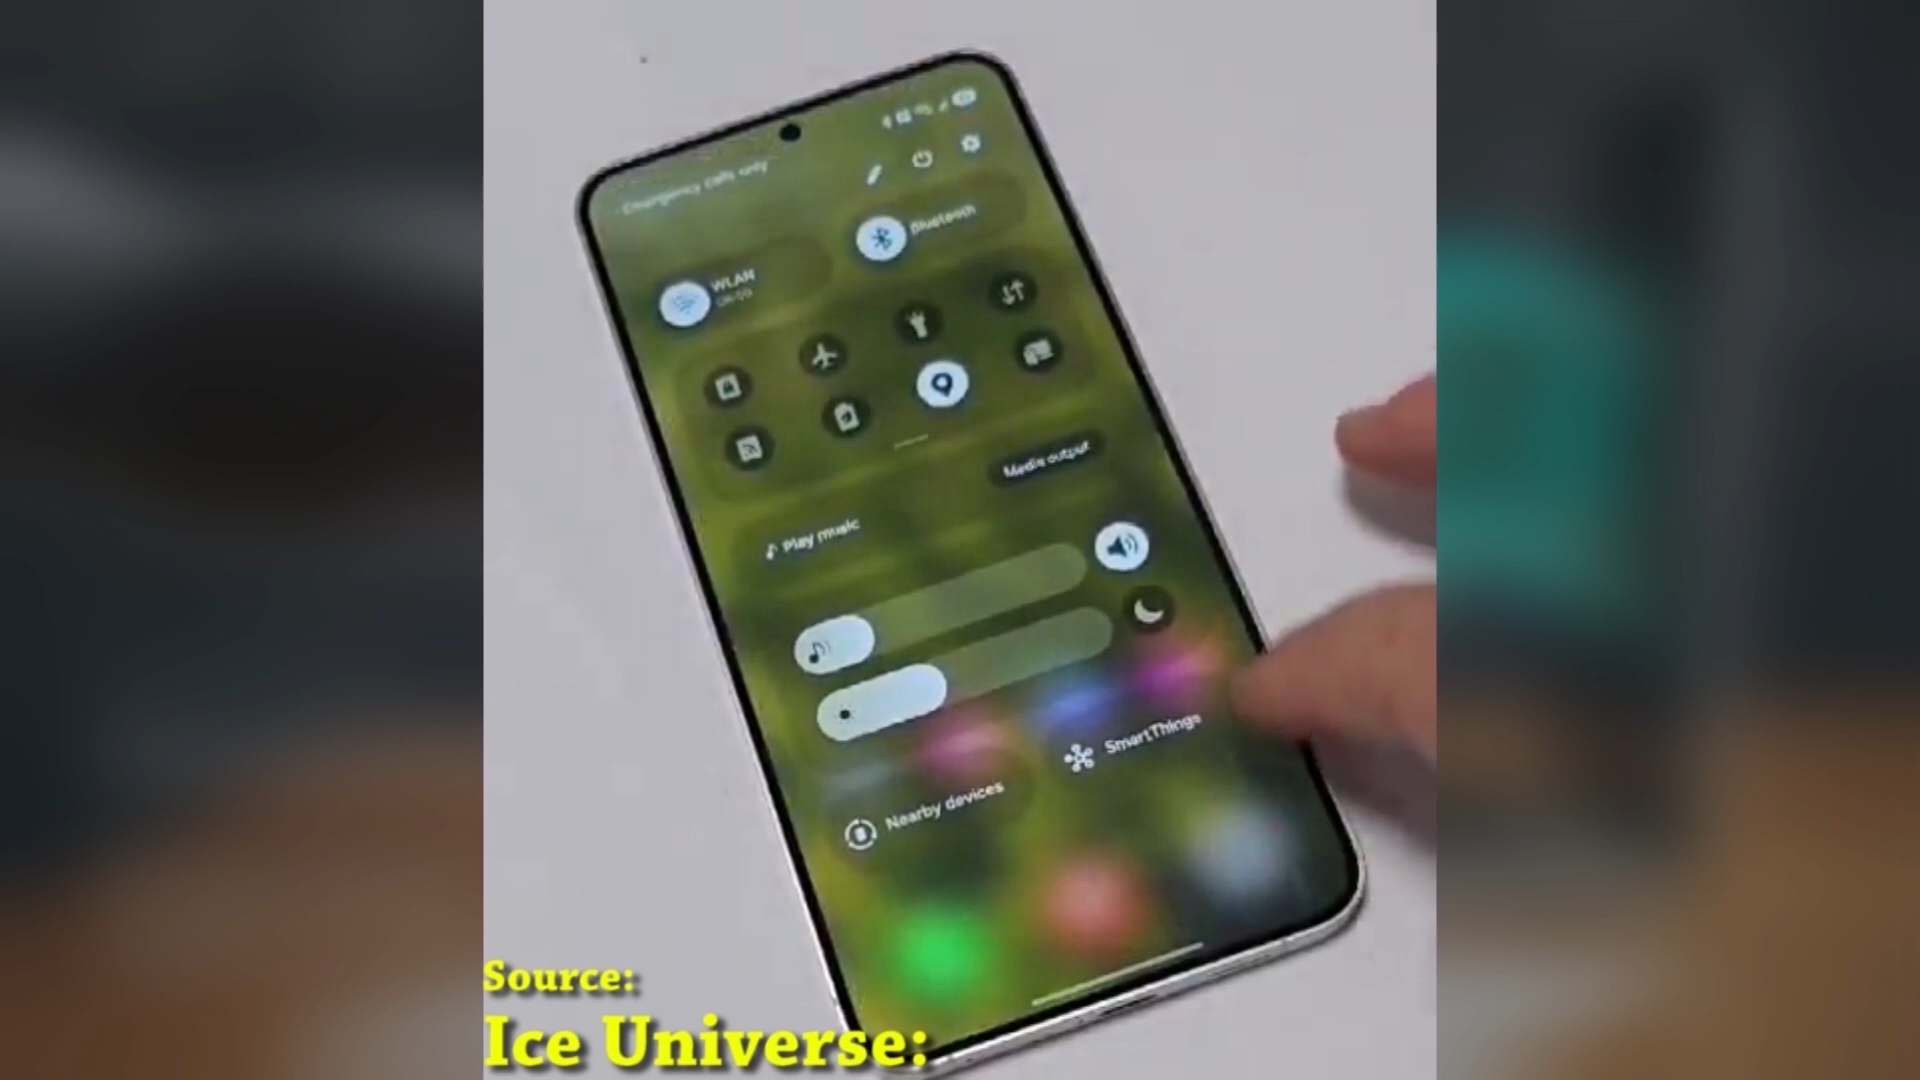 Emergency calls only
Bluetooth
WLAN
Media output
Play music
SmartThings
Nearby devices
Source:
Ice Universe: